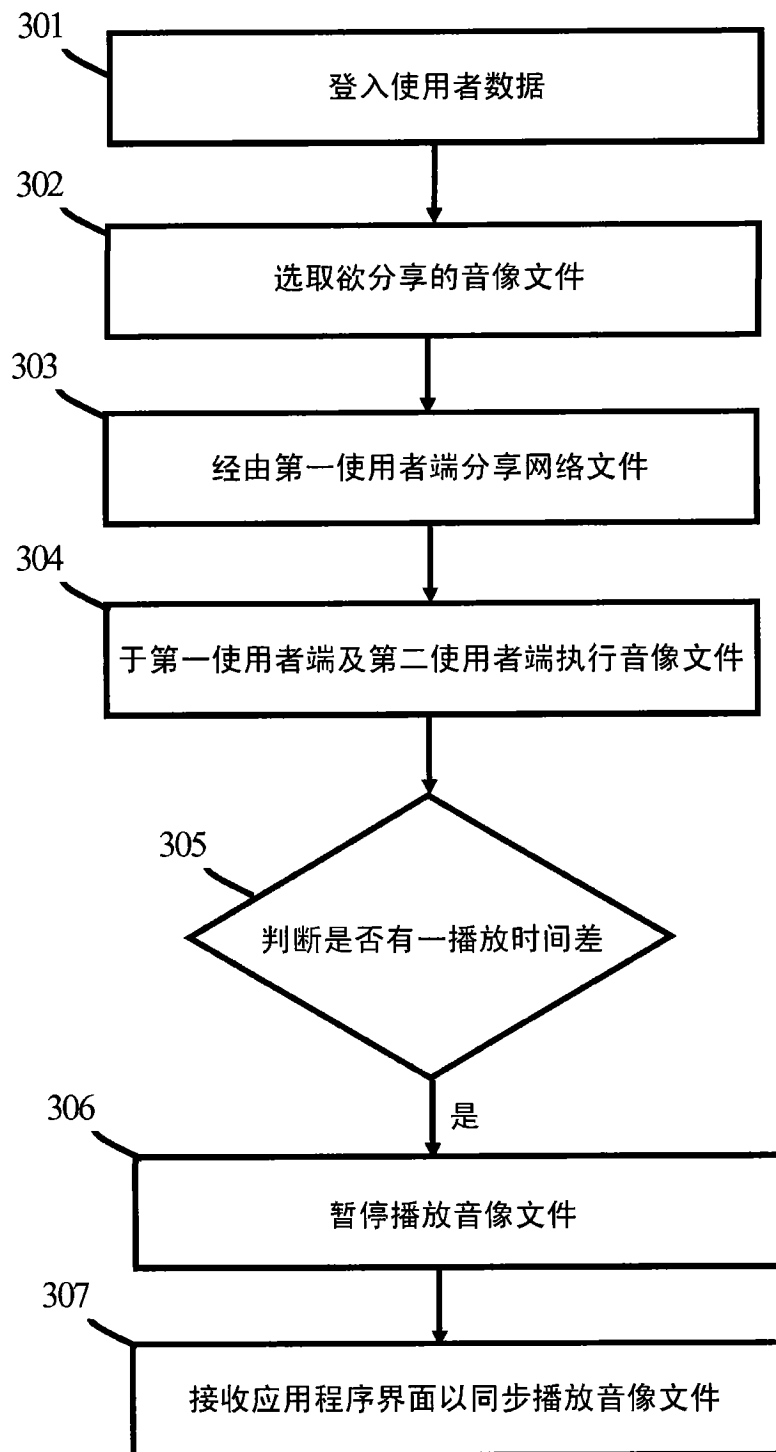 301
登入使用者数据
302
选取欲分享的音像文件
303
经由第一使用者端分享网络文件
304
于第一使用者端及第二使用者端执行音像文件
305
判断是否有一播放时间差
是
306
暂停播放音像文件
307
接收应用程序界面以同步播放音像文件